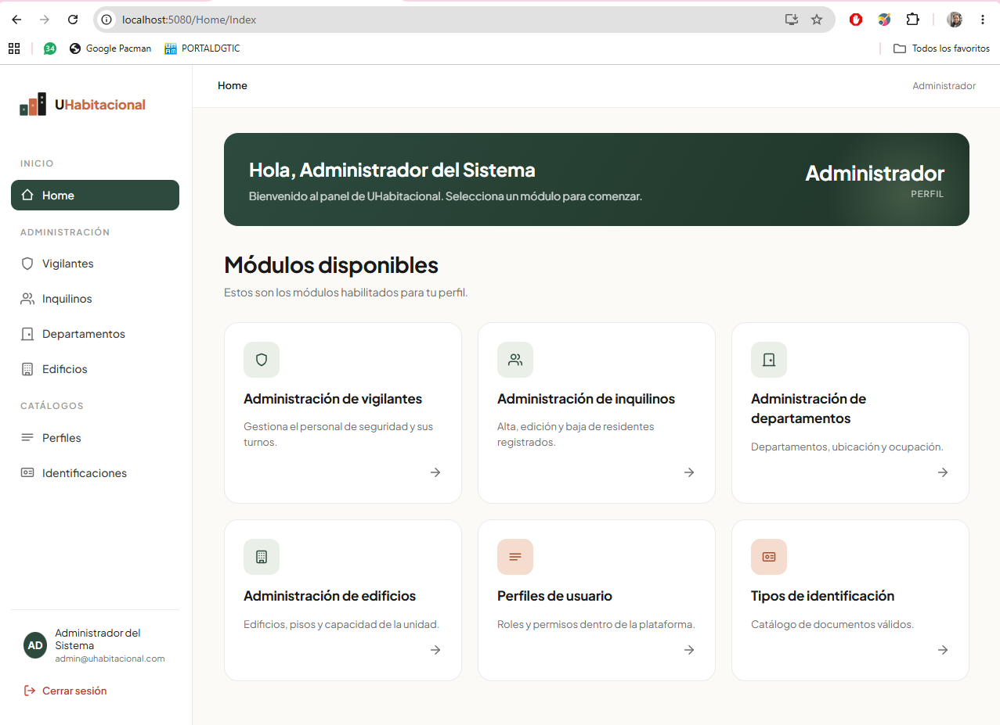 localhost:5080/Home/Index
34
Google Pacman
UNAM
PORTALDGTIC
Todos los favoritos
UHabitacional
INICIO
Home
ADMINISTRACIÓN
Vigilantes
Inquilinos
Departamentos
Edificios
CATÁLOGOS
Perfiles
Identificaciones
AD
Administrador del
Sistema
admin@uhabitacional.com
Cerrar sesión
Home
Administrador
Hola, Administrador del Sistema
Bienvenido al panel de UHabitacional. Selecciona un módulo para comenzar.
Administrador
PERFIL
Módulos disponibles
Estos son los módulos habilitados para tu perfil.
Administración de vigilantes
Gestiona el personal de seguridad y sus
turnos.
Administración de inquilinos
Alta, edición y baja de residentes
registrados.
Administración de
departamentos
Departamentos, ubicación y ocupación.
Administración de edificios
Edificios, pisos y capacidad de la unidad.
Perfiles de usuario
Roles y permisos dentro de la plataforma.
Tipos de identificación
Catálogo de documentos válidos.